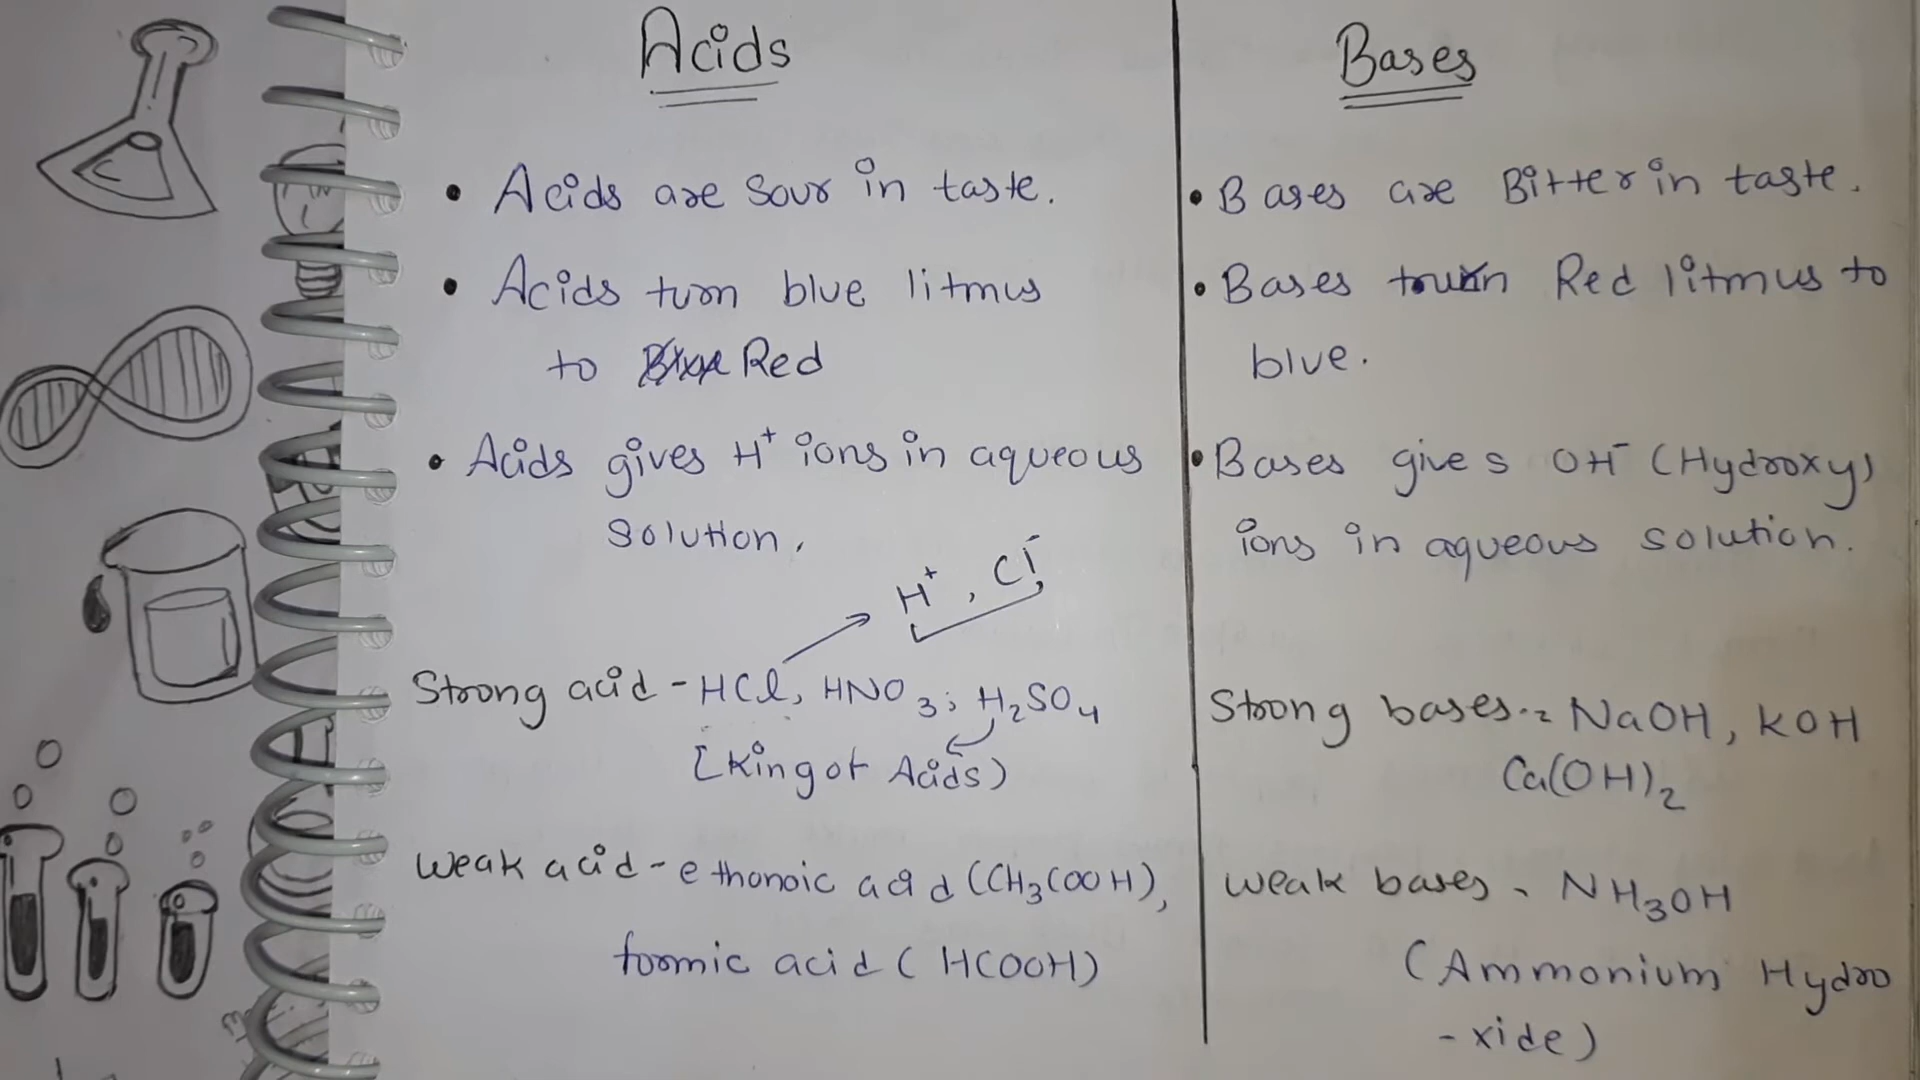 Acids
• Acids are Sour in taste.
• Acids turn blue litmus
to Red
• Acids gives H⁺ ions in aqueous
Solution.
H⁺, Cl⁻
Strong acid - HCl, HNO₃; H₂SO₄
[King of Acids)
Weak acid - ethonoic acid (CH₃COOH),
formic acid (HCOOH)
Bases
• Bases are Bitter in taste.
• Bases turn Red litmus to
blue.
• Bases gives OH⁻ (Hydroxy)
ions in aqueous solution.
Strong bases - NaOH, KOH
Ca(OH)₂
Weak bases - NH₃OH
(Ammonium Hydro
-xide)